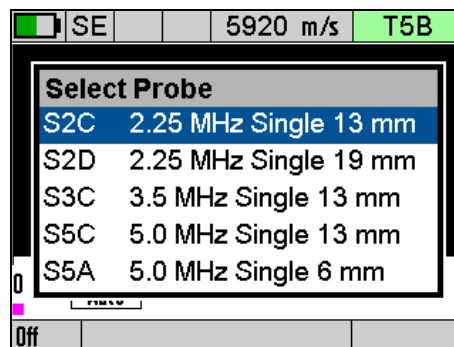 SE 5920 m/s T5B
Select Probe
S2C 2.25 MHz Single 13 mm
S2D 2.25 MHz Single 19 mm
S3C 3.5 MHz Single 13 mm
S5C 5.0 MHz Single 13 mm
S5A 5.0 MHz Single 6 mm
0
Off